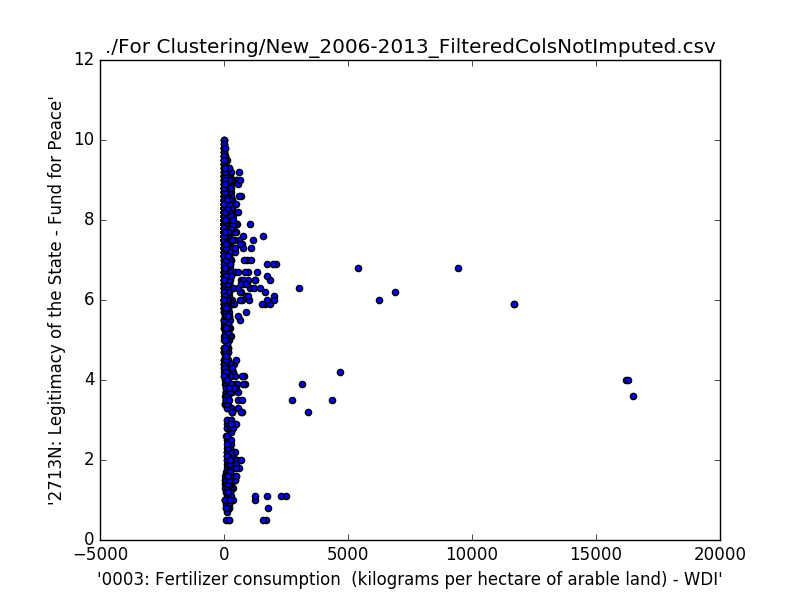 ./For Clustering/New_2006-2013_FilteredColsNotImputed.csv
12
10
8
6
4
2
0
'2713N: Legitimacy of the State - Fund for Peace'
−5000 0 5000 10000 15000 20000
'0003: Fertilizer consumption  (kilograms per hectare of arable land) - WDI'